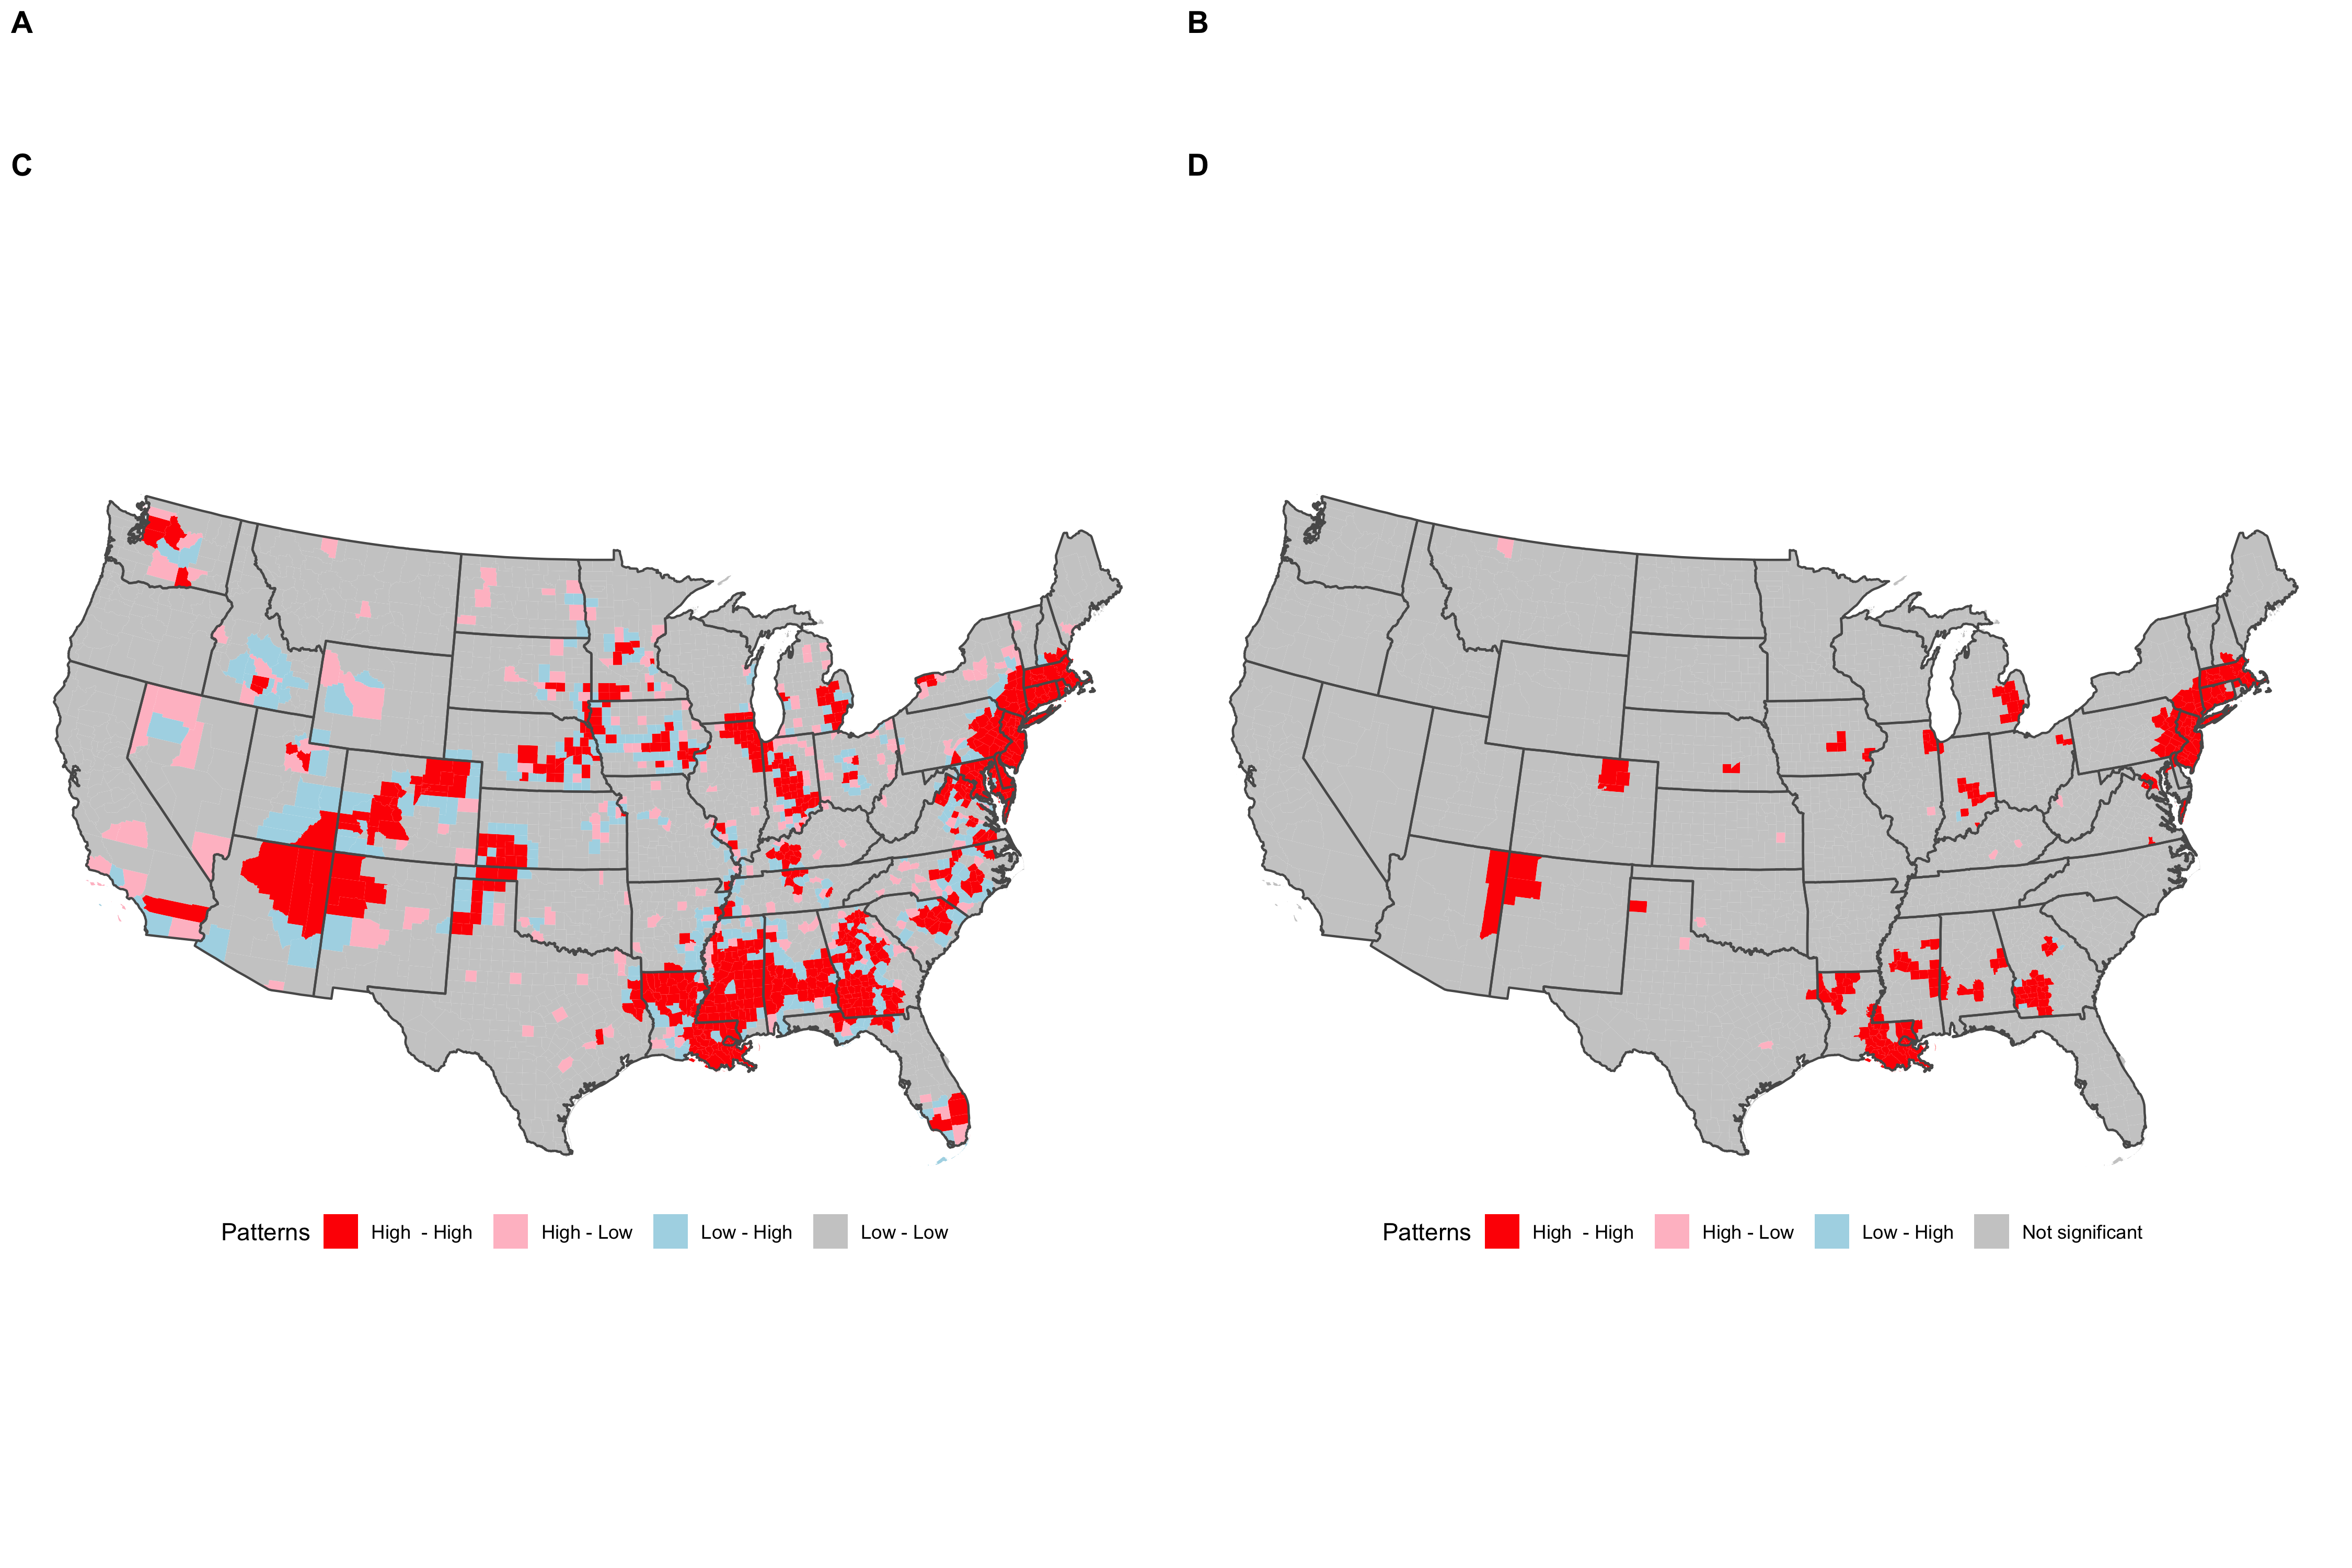 A
B
C
D
Patterns High - High High - Low Low - High Low - Low
Patterns High - High High - Low Low - High Not significant